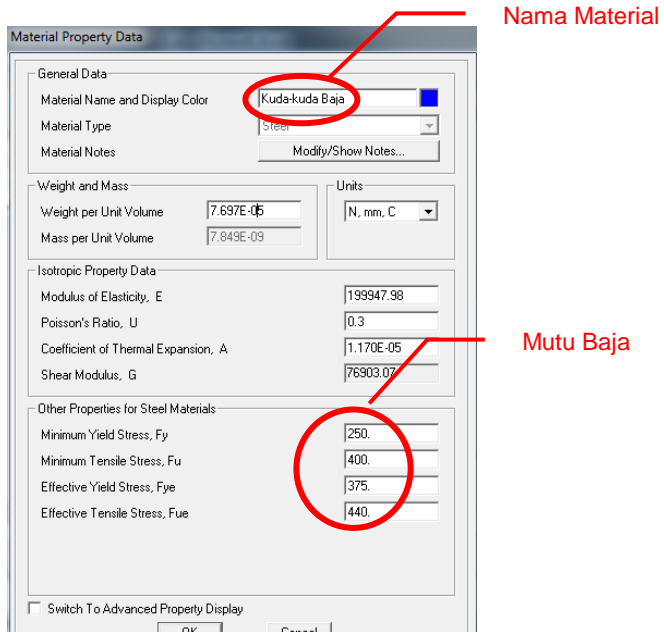 Nama Material
Material Property Data
General Data
Material Name and Display Color Kuda-kuda Baja
Material Type Steel
Material Notes Modify/Show Notes...
Weight and Mass Units
Weight per Unit Volume 7.697E-05 N, mm, C
Mass per Unit Volume 7.849E-09
Isotropic Property Data
Modulus of Elasticity, E 199947.98
Poisson's Ratio, U 0.3
Coefficient of Thermal Expansion, A 1.170E-05
Mutu Baja
Shear Modulus, G 76903.07
Other Properties for Steel Materials
Minimum Yield Stress, Fy 250.
Minimum Tensile Stress, Fu 400.
Effective Yield Stress, Fye 375.
Effective Tensile Stress, Fue 440.
Switch To Advanced Property Display
OK Cancel